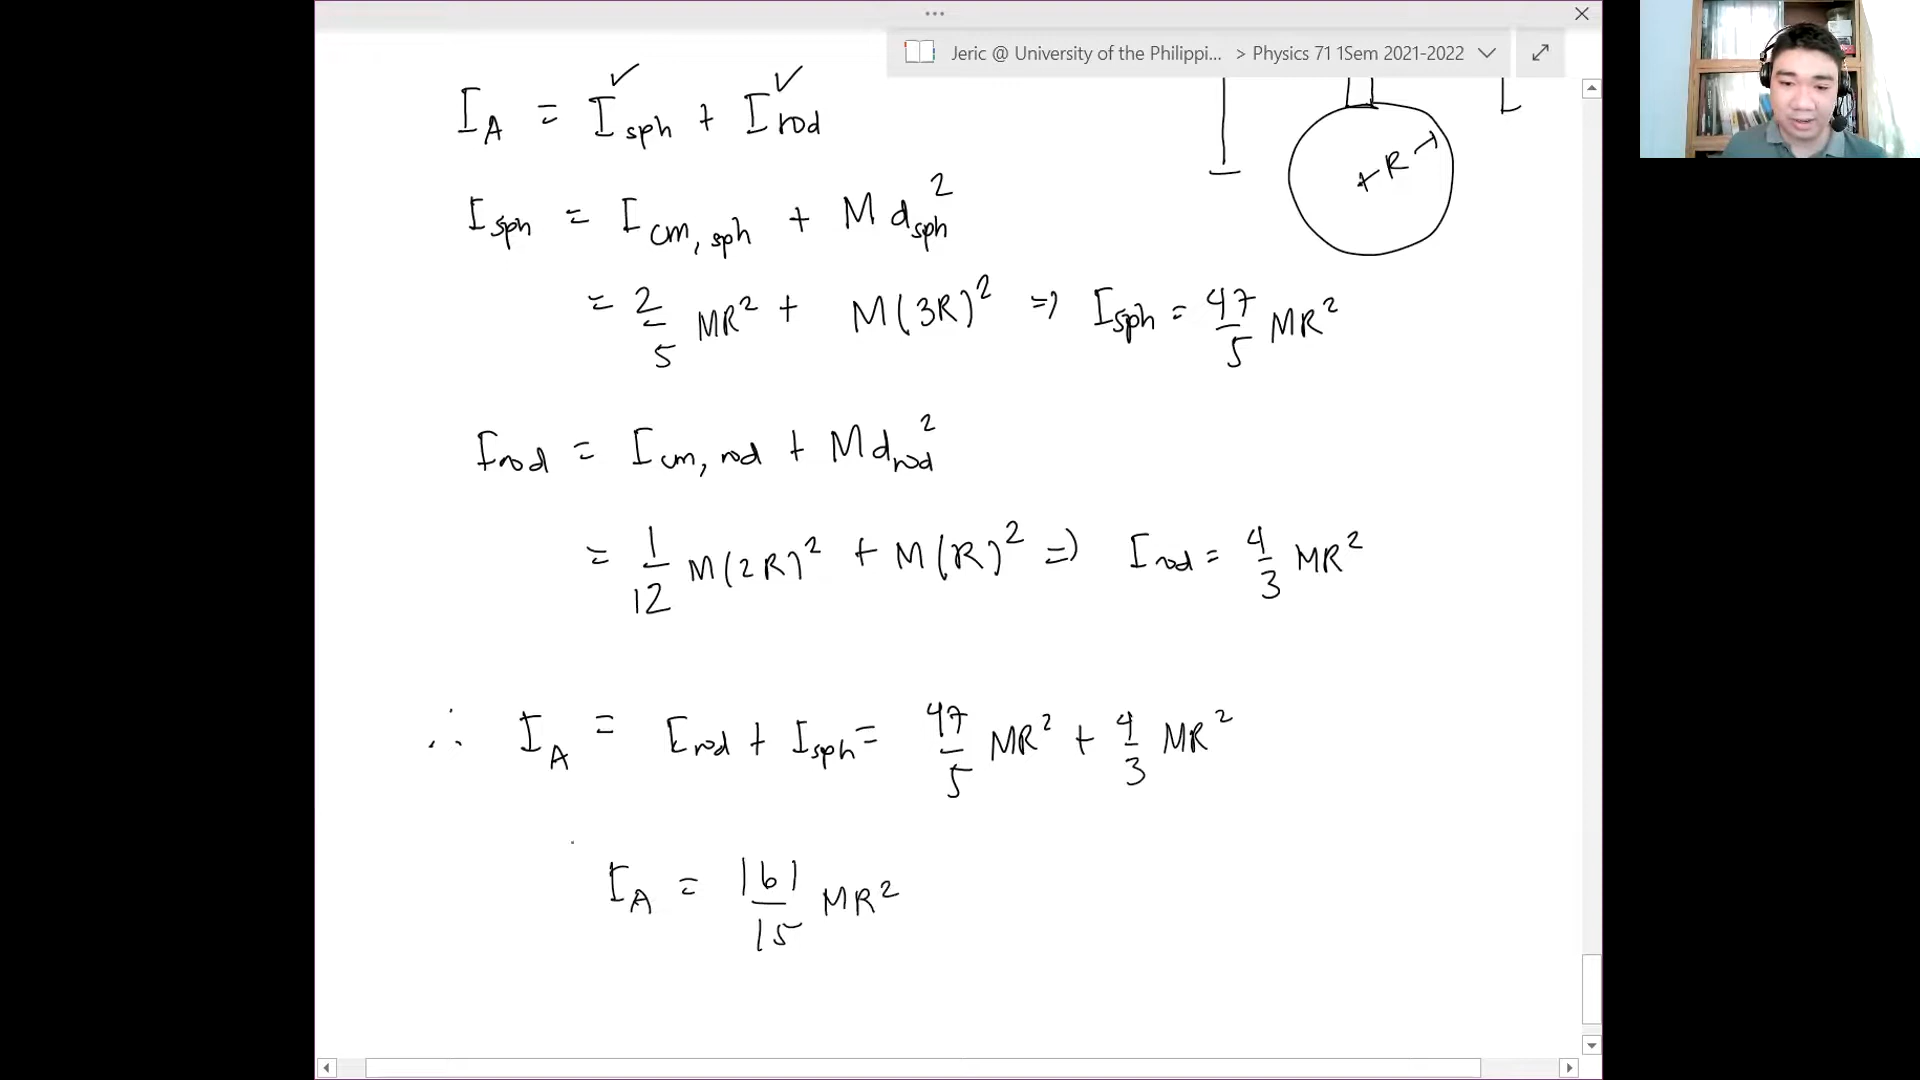 Jeric @ University of the Philippi... > Physics 71 1Sem 2021-2022
I_A = I_sph + I_rod
R
I_sph = I_cm, sph + M d_sph^2
= 2/5 MR^2 + M(3R)^2 => I_sph = 47/5 MR^2
I_rod = I_cm, rod + M d_rod^2
= 1/12 M(2R)^2 + M(R)^2 => I_rod = 4/3 MR^2
∴ I_A = I_rod + I_sph = 47/5 MR^2 + 4/3 MR^2
I_A = 161/15 MR^2